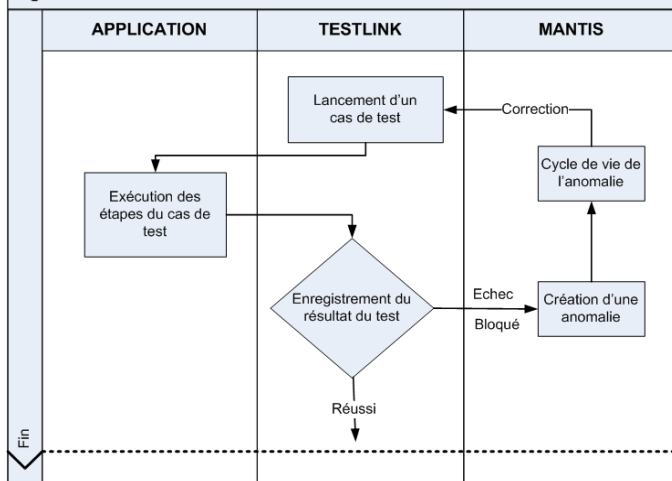 APPLICATION
TESTLINK
MANTIS
Lancement d'un
cas de test
Correction
Cycle de vie de
l'anomalie
Exécution des
étapes du cas de
test
Enregistrement du
résultat du test
Echec
Bloqué
Création d'une
anomalie
Réussi
Fin